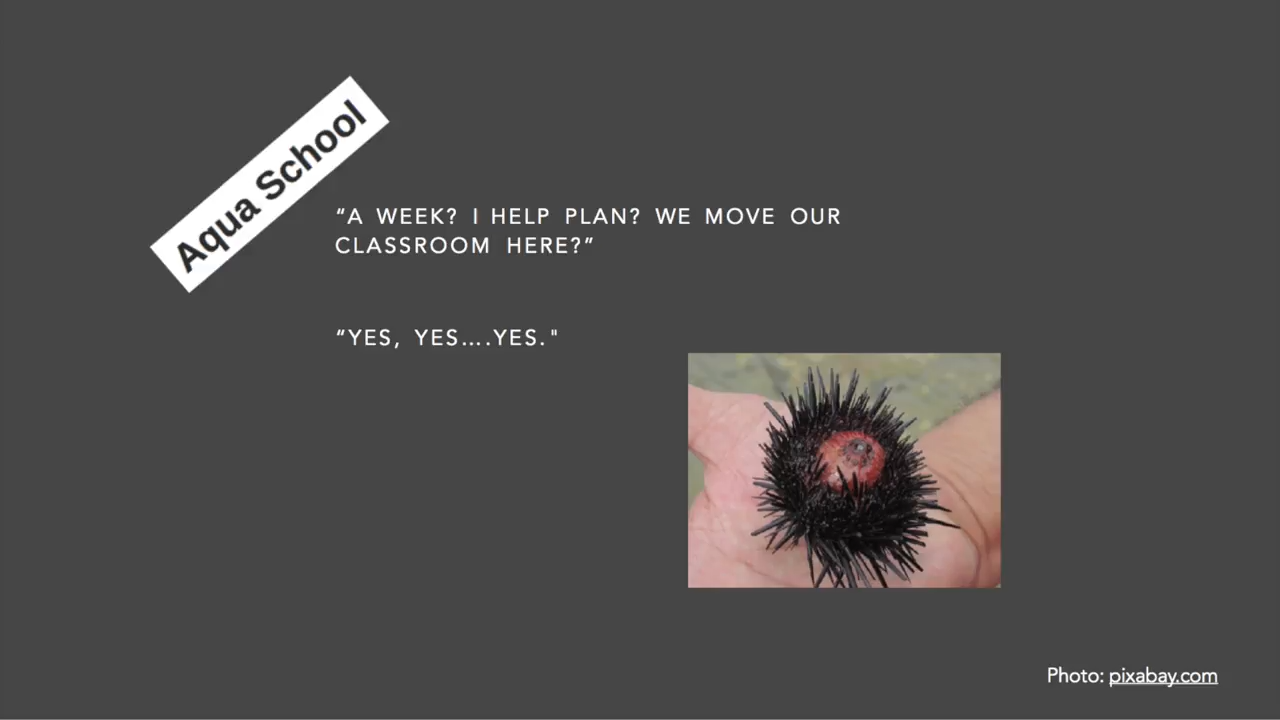 Aqua School
“A WEEK? I HELP PLAN? WE MOVE OUR
CLASSROOM HERE?”
“YES, YES....YES."
Photo: pixabay.com